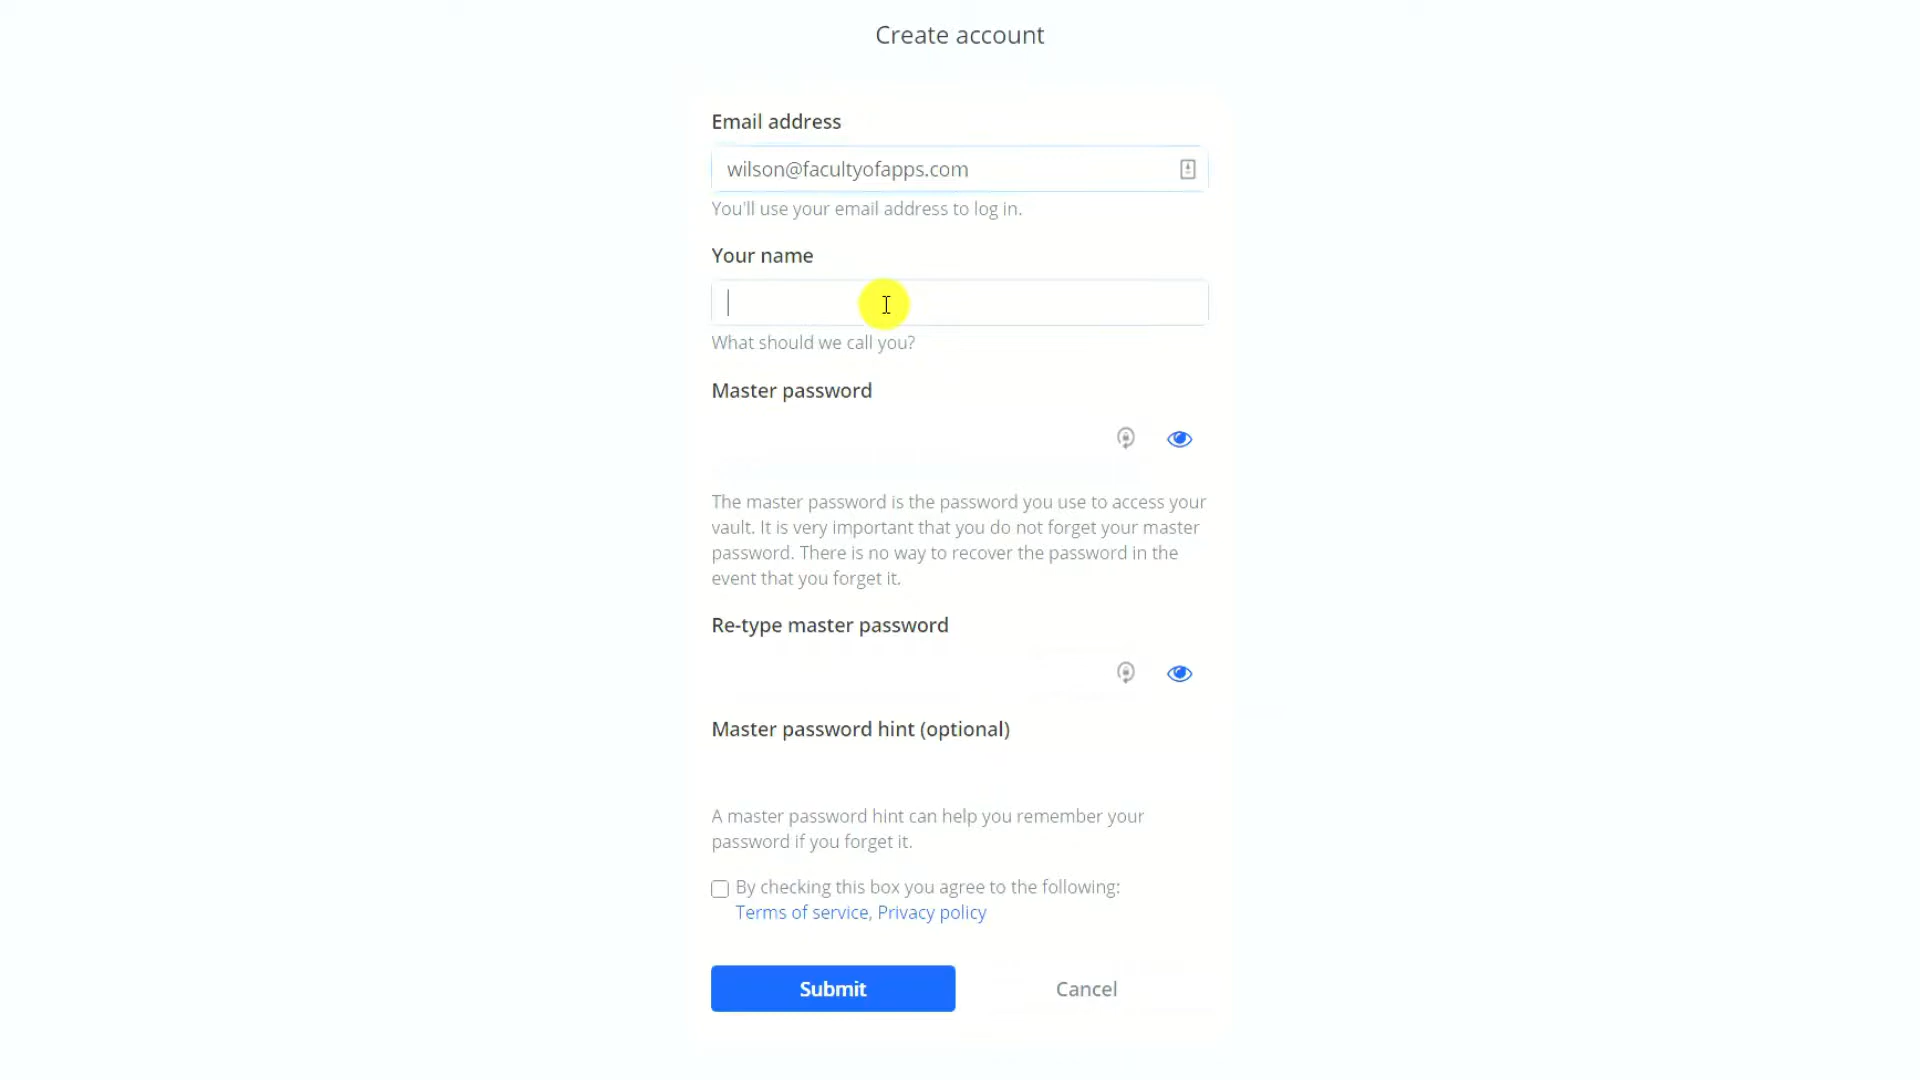 Create account
Email address
wilson@facultyofapps.com
You'll use your email address to log in.
Your name
What should we call you?
Master password
The master password is the password you use to access your
vault. It is very important that you do not forget your master
password. There is no way to recover the password in the
event that you forget it.
Re-type master password
Master password hint (optional)
A master password hint can help you remember your
password if you forget it.
By checking this box you agree to the following:
Terms of service, Privacy policy
Submit
Cancel